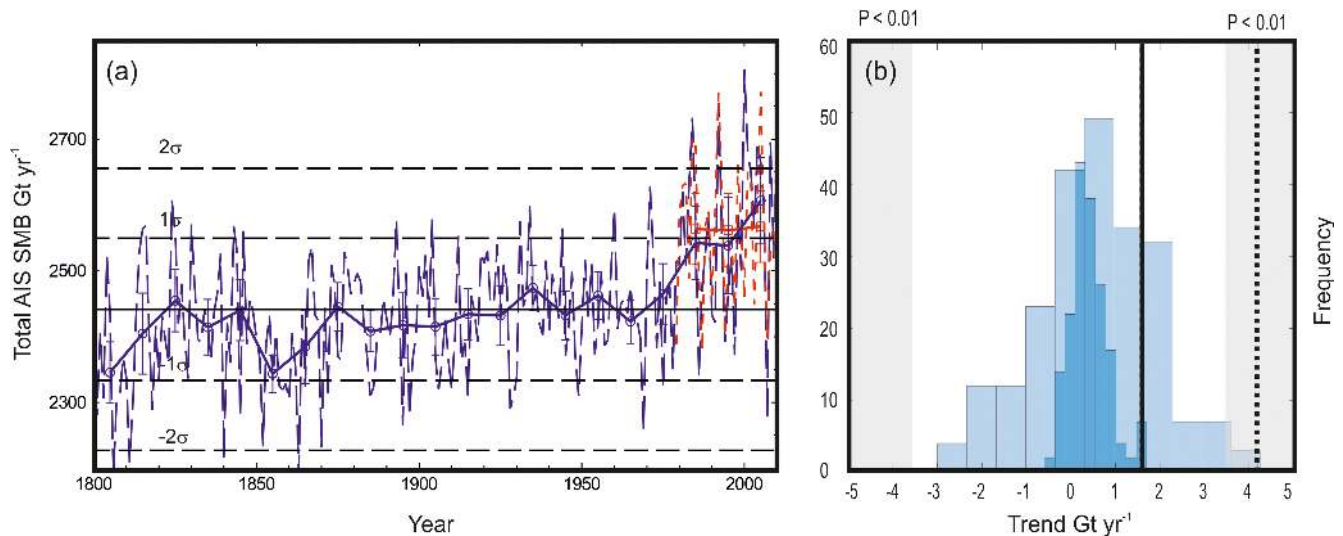 (a)
Total AIS SMB Gt yr-1
2700
2500
2300
2σ
1σ
-1σ
-2σ
1800 1850 1900 1950 2000
Year
P < 0.01 P < 0.01
(b)
60
50
40
30
20
10
0
Frequency
-5 -4 -3 -2 -1 0 1 2 3 4 5
Trend Gt yr-1